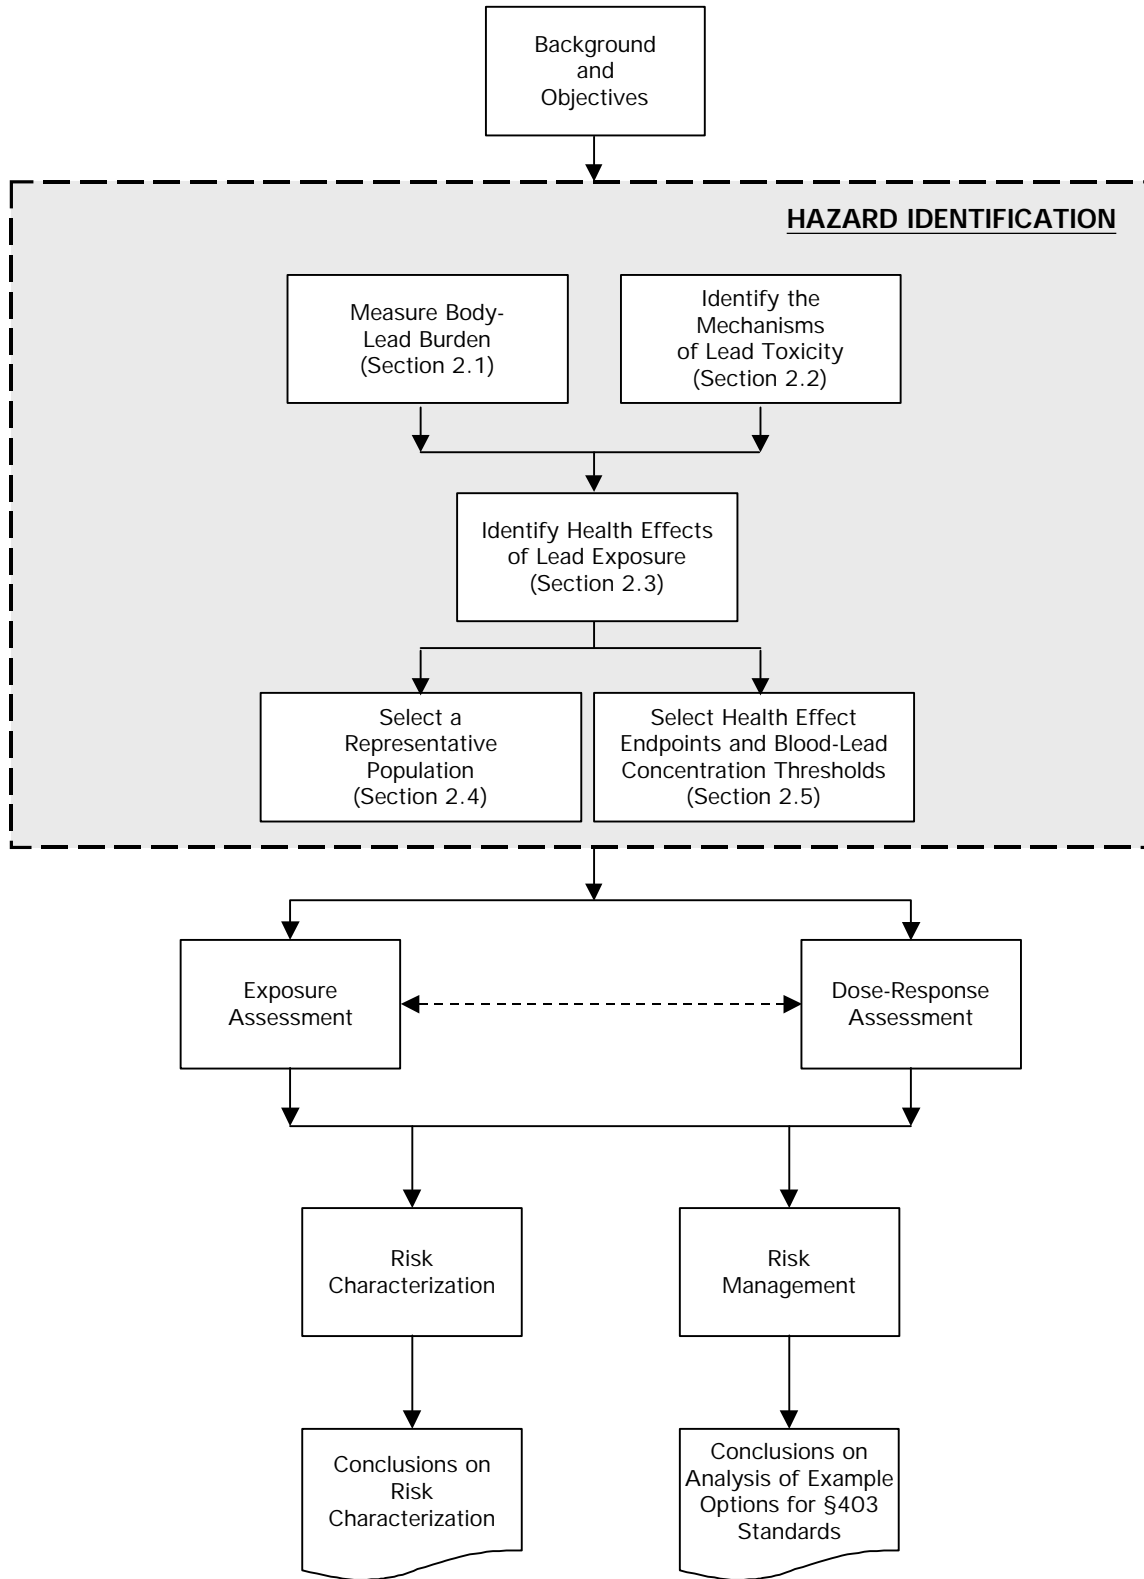 Background
and
Objectives
HAZARD IDENTIFICATION
Measure Body-
Lead Burden
(Section 2.1)
Identify the
Mechanisms
of Lead Toxicity
(Section 2.2)
Identify Health Effects
of Lead Exposure
(Section 2.3)
Select a
Representative
Population
(Section 2.4)
Select Health Effect
Endpoints and Blood-Lead
Concentration Thresholds
(Section 2.5)
Exposure
Assessment
Dose-Response
Assessment
Risk
Characterization
Risk
Management
Conclusions on
Risk
Characterization
Conclusions on
Analysis of Example
Options for §403
Standards